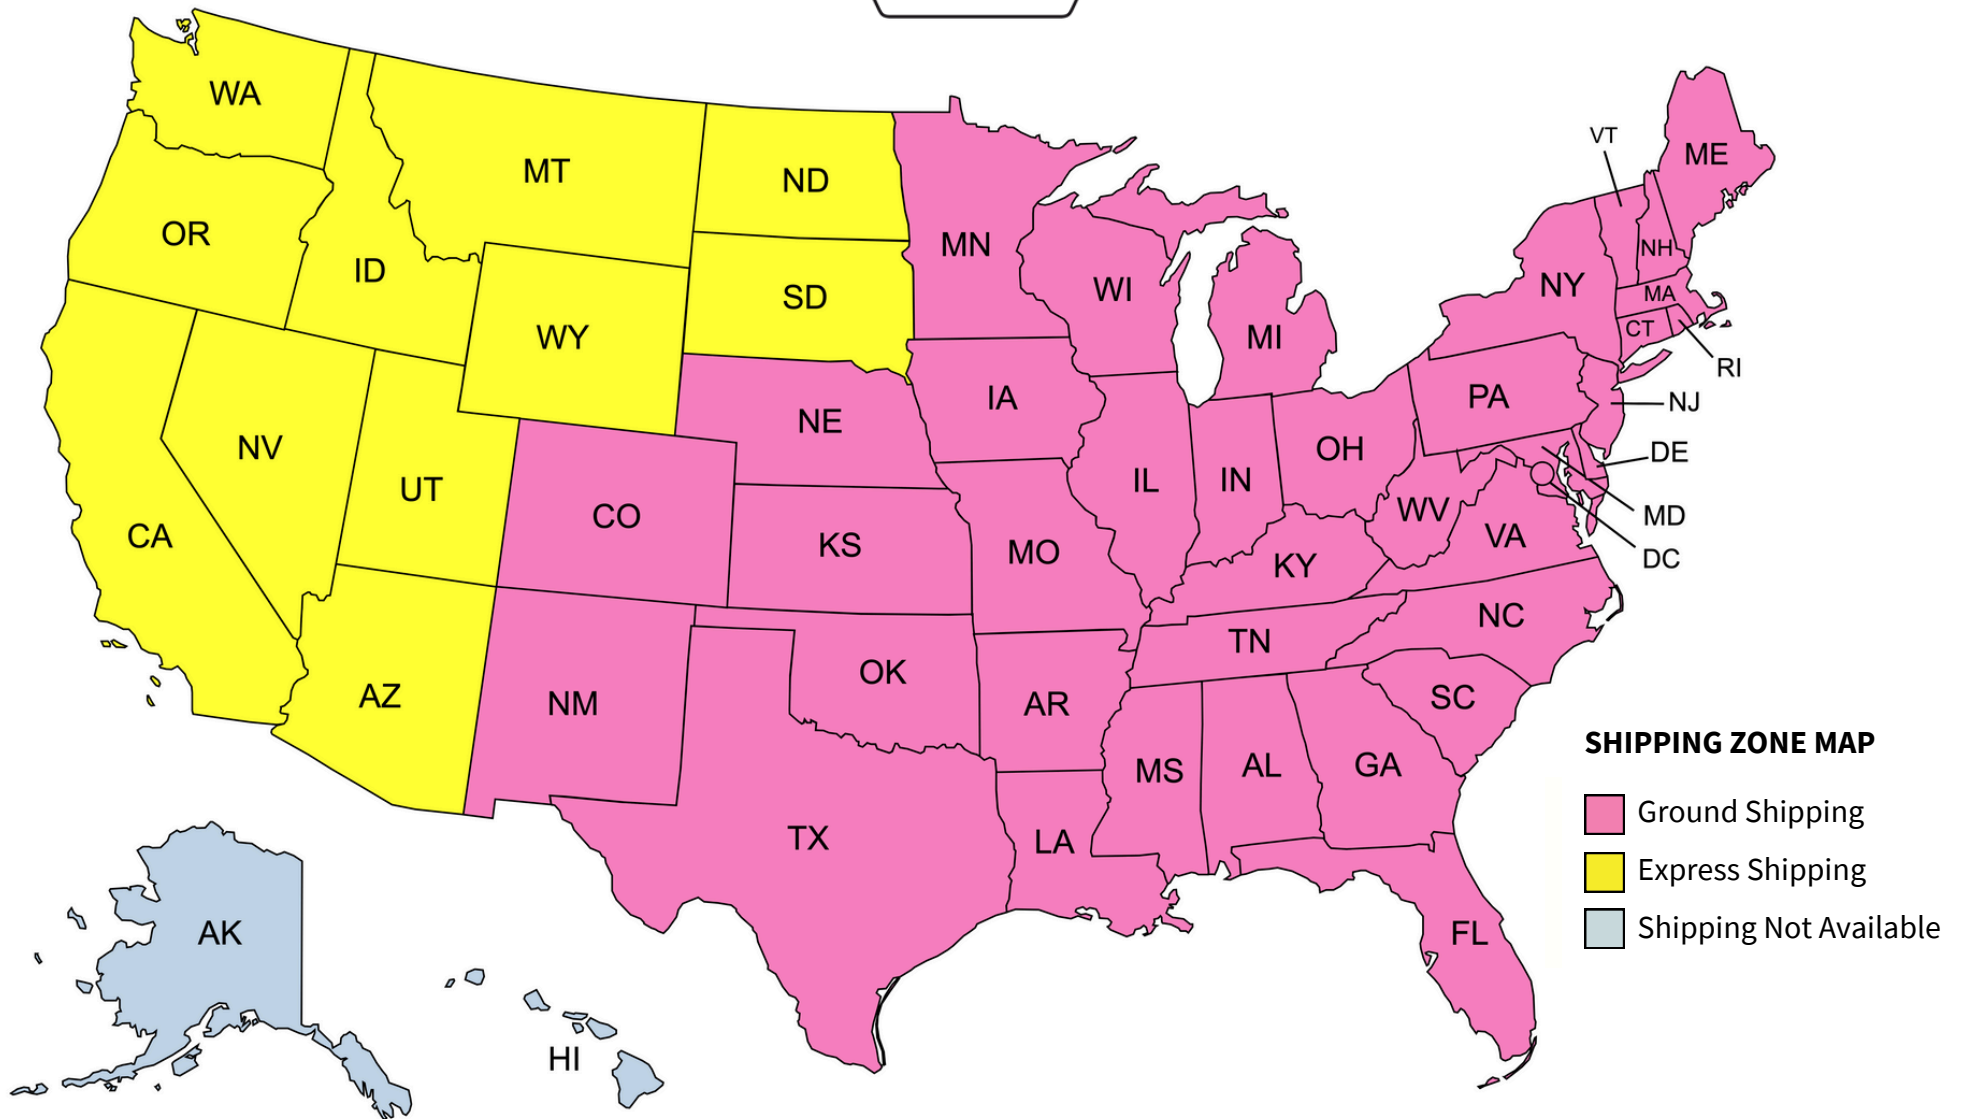 WA
MT
ND
MN
VT
ME
OR
ID
SD
WI
MI
NY
NH
MA
CT
RI
WY
NE
IA
PA
NJ
NV
UT
CO
KS
MO
IL
IN
OH
WV
VA
DE
MD
DC
CA
KY
NC
TN
AZ
NM
OK
AR
SC
MS
AL
GA
TX
LA
FL
AK
HI
SHIPPING ZONE MAP
Ground Shipping
Express Shipping
Shipping Not Available